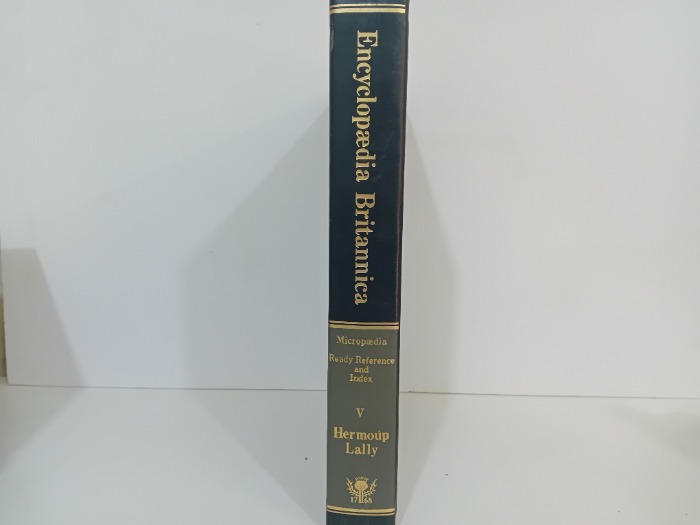 Encyclopædia Britannica
Micropædia
Ready Reference
and
Index
V
Hermoup
Lally
1768